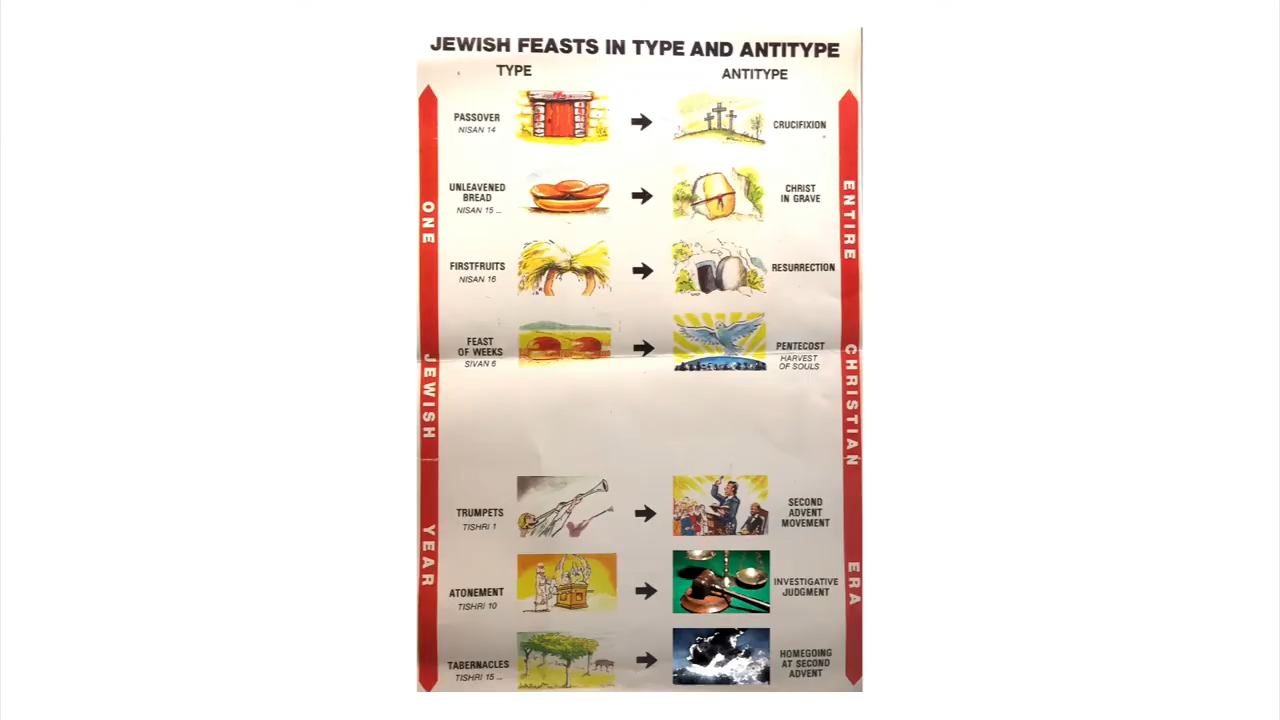 JEWISH FEASTS IN TYPE AND ANTITYPE
TYPE
ANTITYPE
PASSOVER
NISAN 14
CRUCIFIXION
UNLEAVENED
BREAD
NISAN 15 ...
CHRIST
IN GRAVE
FIRSTFRUITS
NISAN 16
RESURRECTION
FEAST
OF WEEKS
SIVAN 6
PENTECOST
HARVEST
OF SOULS
TRUMPETS
TISHRI 1
SECOND
ADVENT
MOVEMENT
ATONEMENT
TISHRI 10
INVESTIGATIVE
JUDGMENT
TABERNACLES
TISHRI 15 ...
HOMEGOING
AT SECOND
ADVENT
ONE JEWISH YEAR
ENTIRE CHRISTIAN ERA